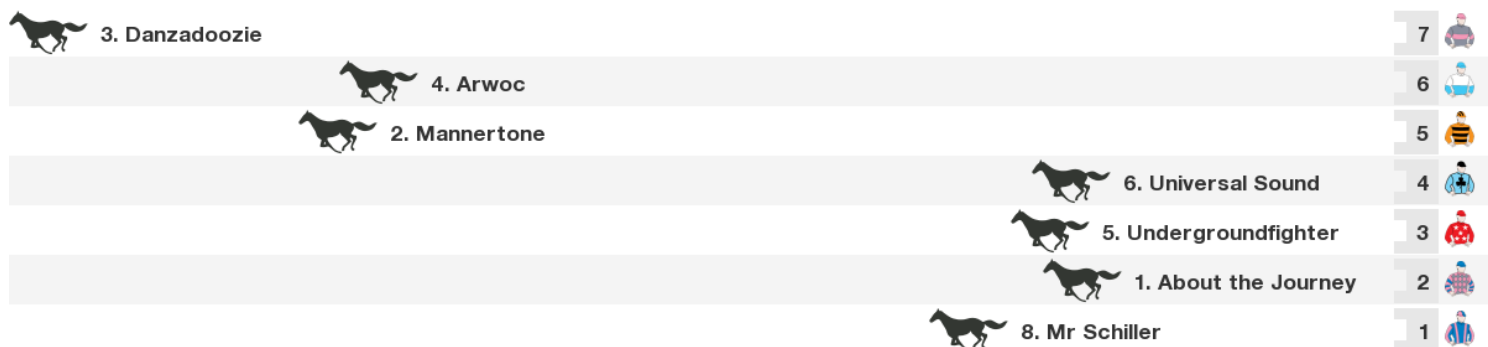 3. Danzadoozie 7
4. Arwoc 6
2. Mannertone 5
6. Universal Sound 4
5. Undergroundfighter 3
1. About the Journey 2
8. Mr Schiller 1